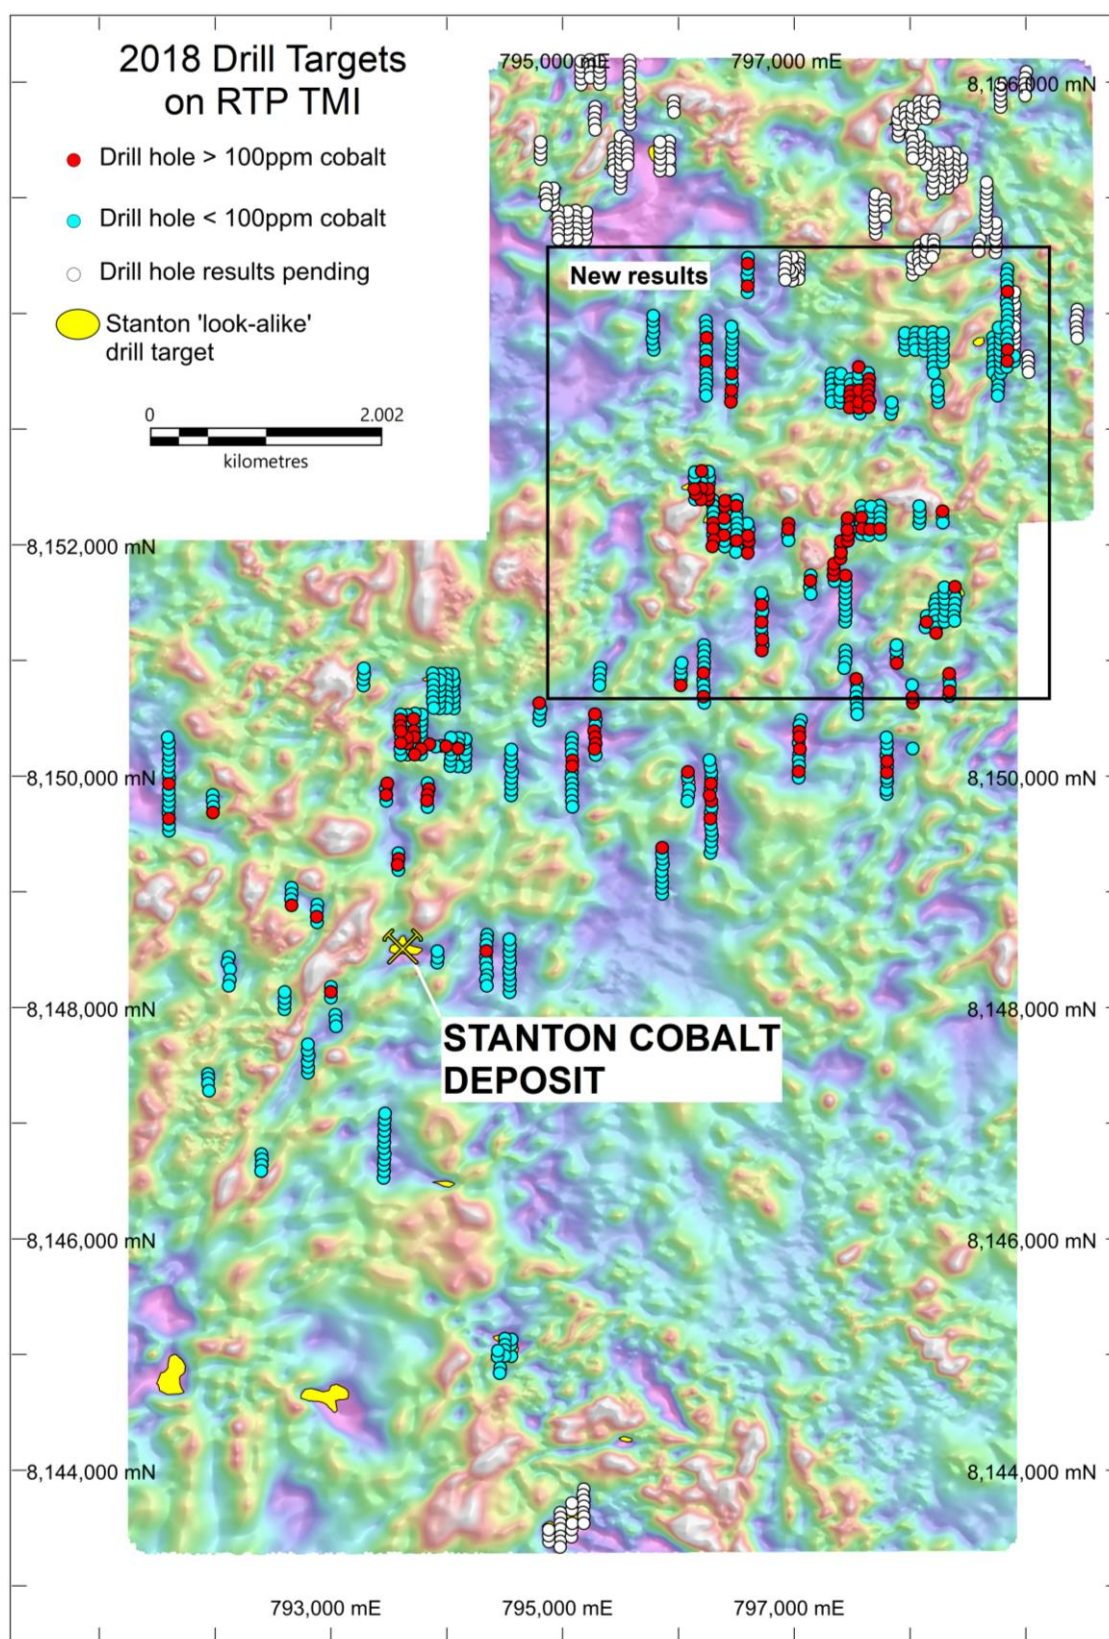 2018 Drill Targets
on RTP TMI
795,000 mE
797,000 mE
8,156,000 mN
Drill hole > 100ppm cobalt
Drill hole < 100ppm cobalt
Drill hole results pending
Stanton 'look-alike'
drill target
New results
0
2.002
kilometres
8,152,000 mN
8,150,000 mN
8,150,000 mN
8,148,000 mN
8,148,000 mN
STANTON COBALT
DEPOSIT
8,146,000 mN
8,146,000 mN
8,144,000 mN
8,144,000 mN
793,000 mE
795,000 mE
797,000 mE